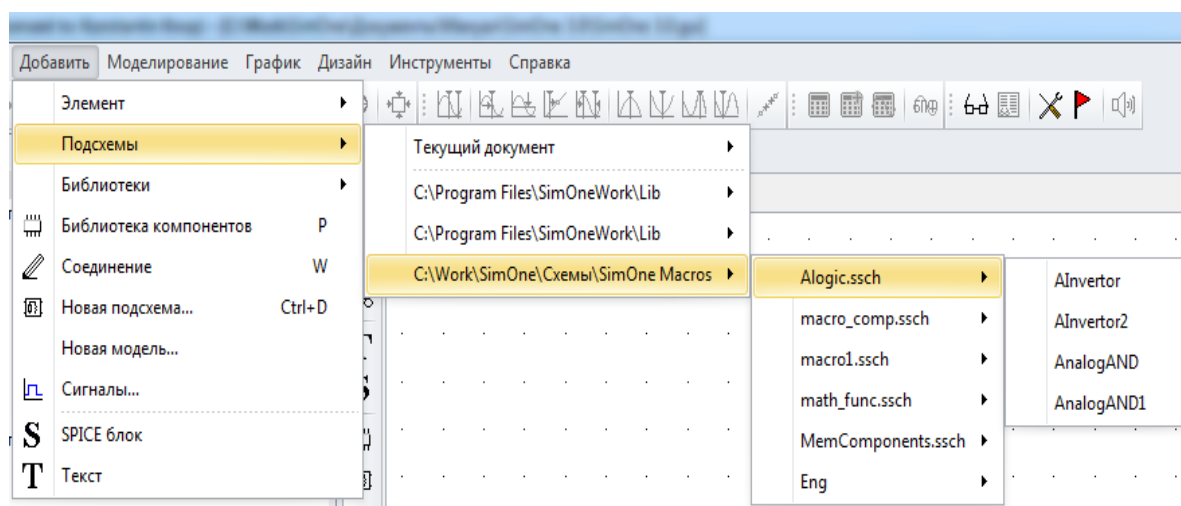 Добавить Моделирование График Дизайн Инструменты Справка
Элемент
Подсхемы
Библиотеки
Библиотека компонентов P
Соединение W
Новая подсхема... Ctrl+D
Новая модель...
Сигналы...
S SPICE блок
T Текст
Текущий документ
C:\Program Files\SimOneWork\Lib
C:\Program Files\SimOneWork\Lib
C:\Work\SimOne\Схемы\SimOne Macros
Alogic.ssch
macro_comp.ssch
macro1.ssch
math_func.ssch
MemComponents.ssch
Eng
AInvertor
AInvertor2
AnalogAND
AnalogAND1